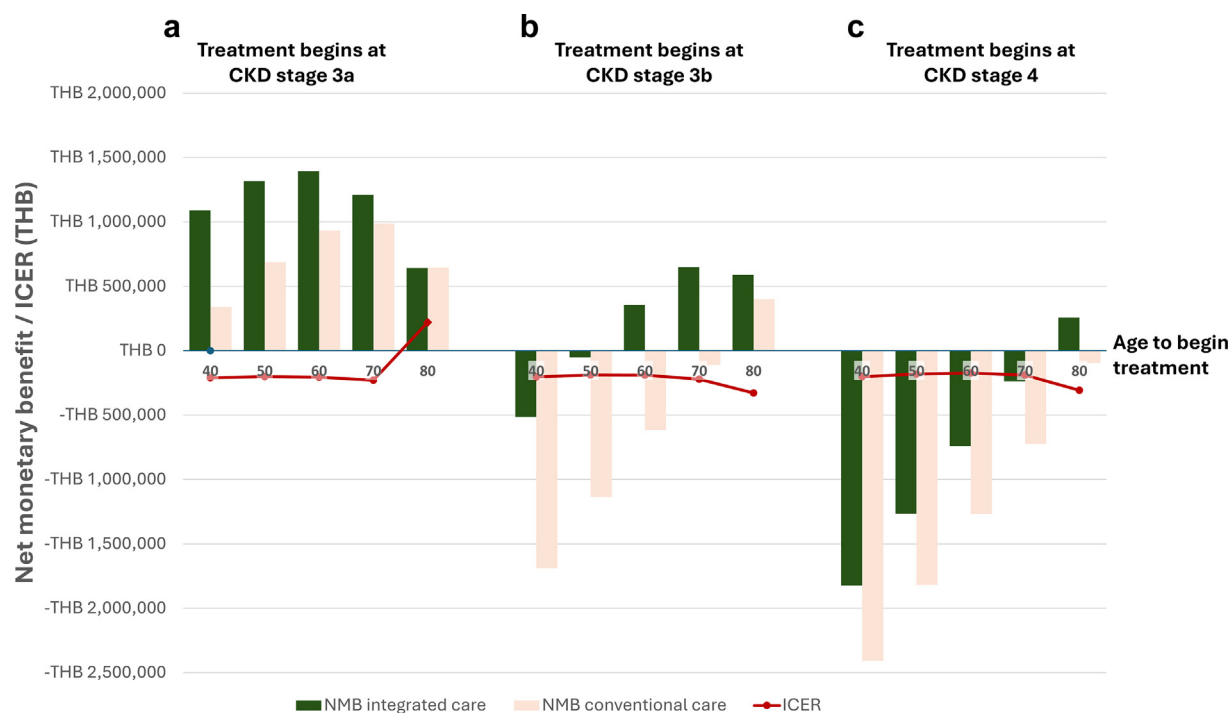 a
Treatment begins at
CKD stage 3a
b
Treatment begins at
CKD stage 3b
c
Treatment begins at
CKD stage 4
Net monetary benefit / ICER (THB)
THB 2,000,000
THB 1,500,000
THB 1,000,000
THB 500,000
THB 0
-THB 500,000
-THB 1,000,000
-THB 1,500,000
-THB 2,000,000
-THB 2,500,000
40 50 60 70 80
40 50 60 70 80
40 50 60 70 80
Age to begin
treatment
NMB integrated care NMB conventional care ICER